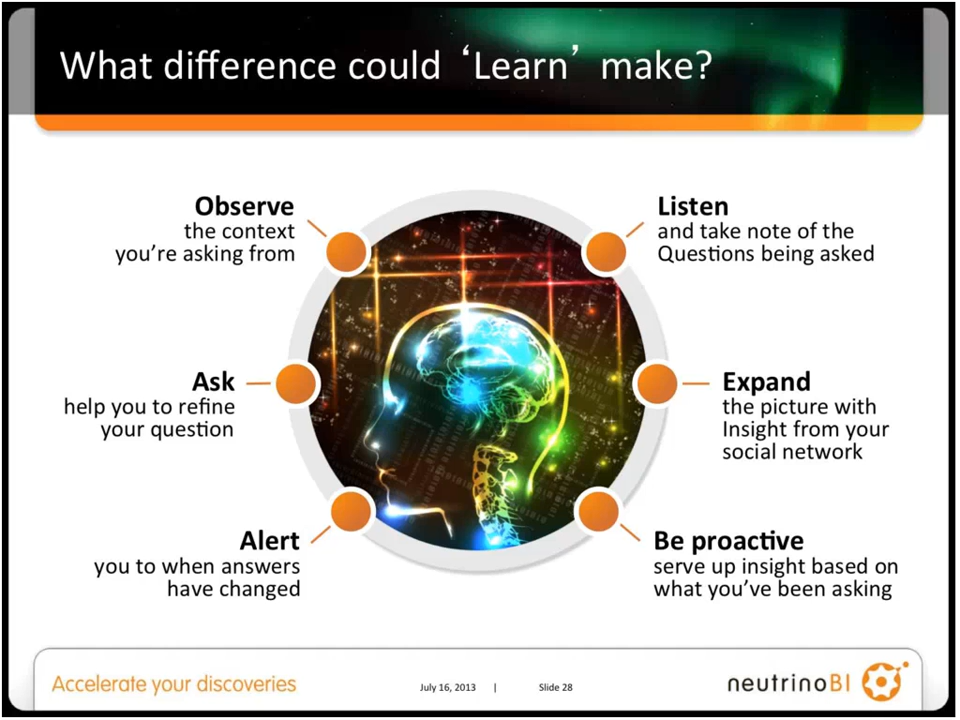 What difference could ‘Learn’ make?
Observe
the context
you’re asking from
Listen
and take note of the
Questions being asked
Ask
help you to refine
your question
Expand
the picture with
Insight from your
social network
Alert
you to when answers
have changed
Be proactive
serve up insight based on
what you’ve been asking
Accelerate your discoveries
July 16, 2013 | Slide 28
neutrinoBI